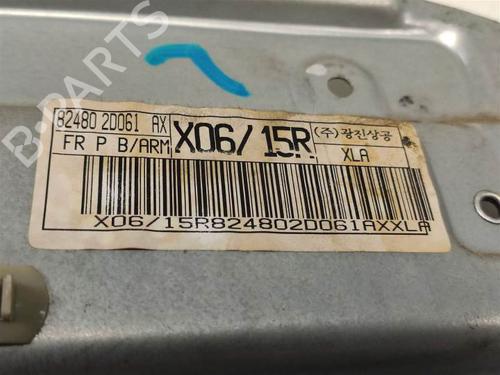 B-PARTS
82480 2D061 AX X06/15R (주)광진상공
FR P B/ARM XLA
X06/15R824802D061AXXLA